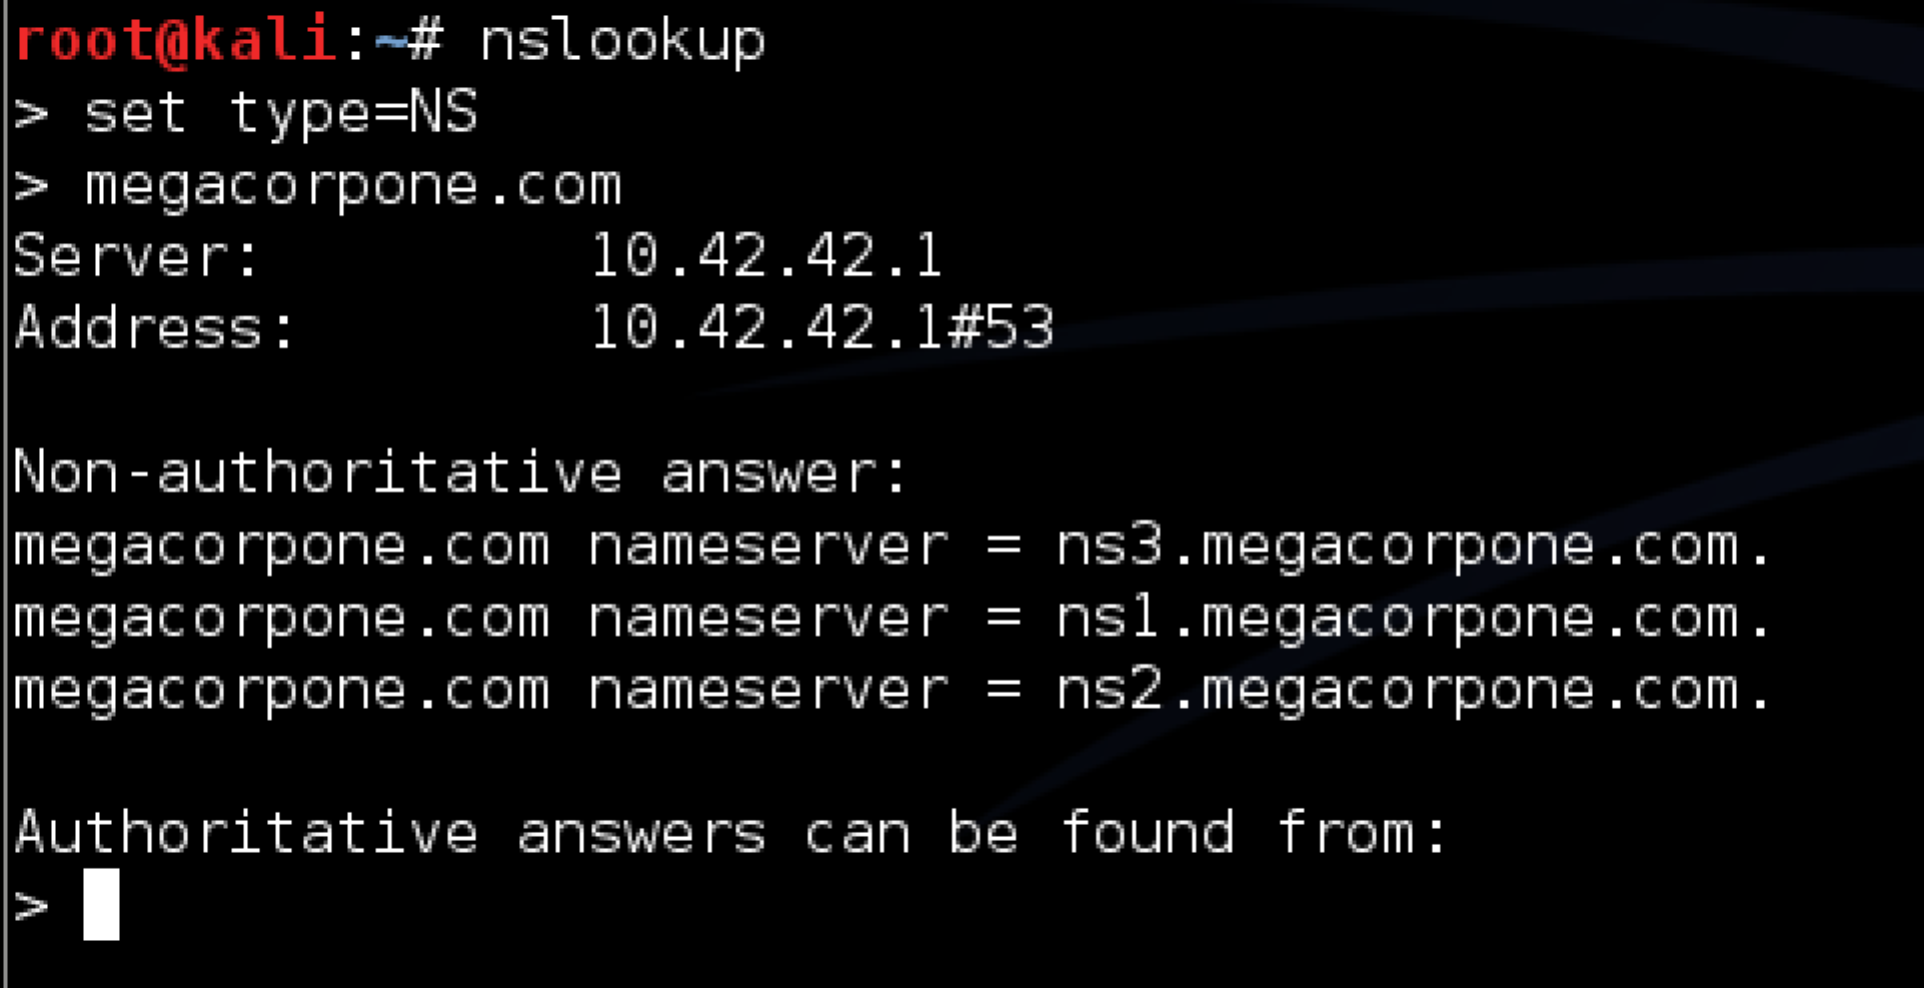 root@kali:~# nslookup
> set type=NS
> megacorpone.com
Server:		10.42.42.1
Address:	10.42.42.1#53

Non-authoritative answer:
megacorpone.com	nameserver = ns3.megacorpone.com.
megacorpone.com	nameserver = ns1.megacorpone.com.
megacorpone.com	nameserver = ns2.megacorpone.com.

Authoritative answers can be found from:
>